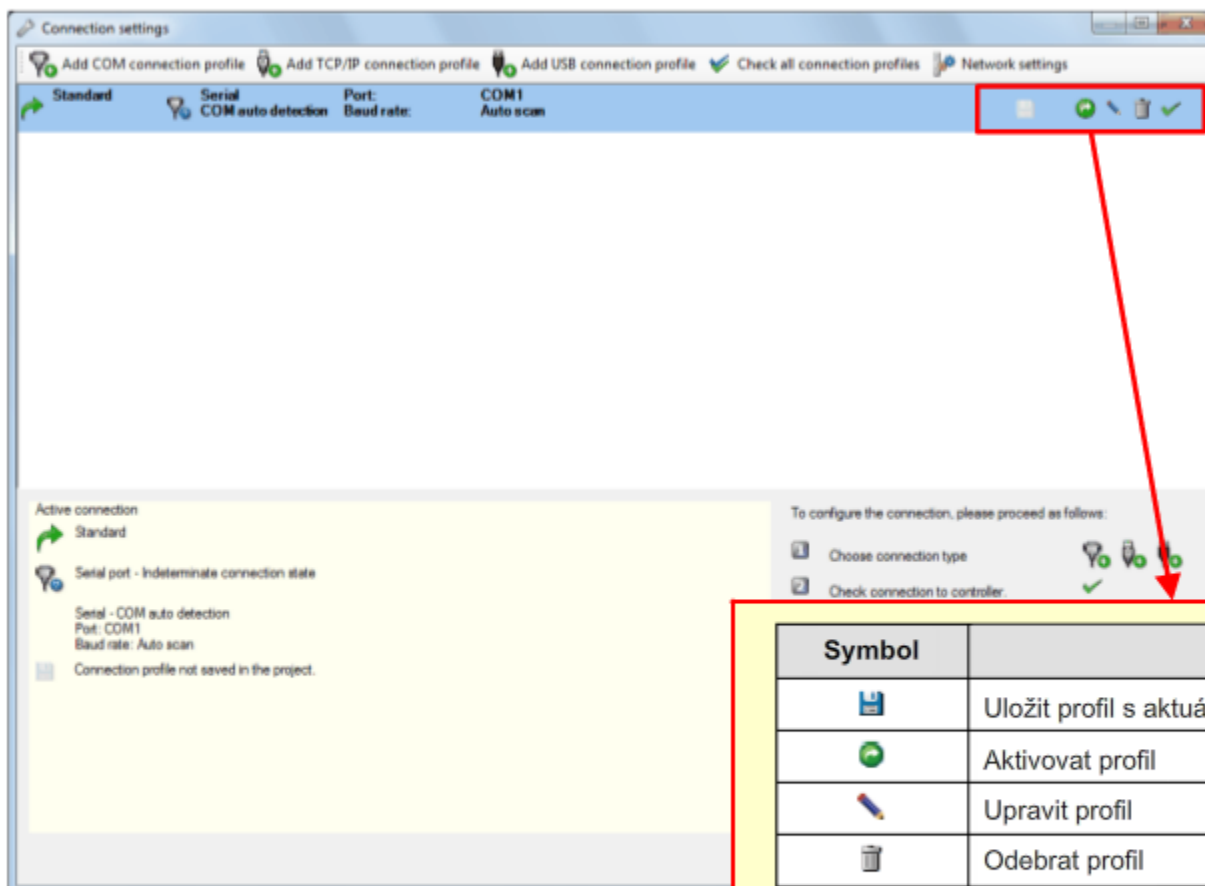 Connection settings
Add COM connection profile Add TCP/IP connection profile Add USB connection profile Check all connection profiles Network settings
Standard Serial Port: COM1
COM auto detection Baud rate: Auto scan
Active connection
Standard
Serial port - Indeterminate connection state
Serial - COM auto detection
Port: COM1
Baud rate: Auto scan
Connection profile not saved in the project.
To configure the connection, please proceed as follows:
1 Choose connection type
2 Check connection to controller.
Symbol
Uložit profil s aktuá
Aktivovat profil
Upravit profil
Odebrat profil